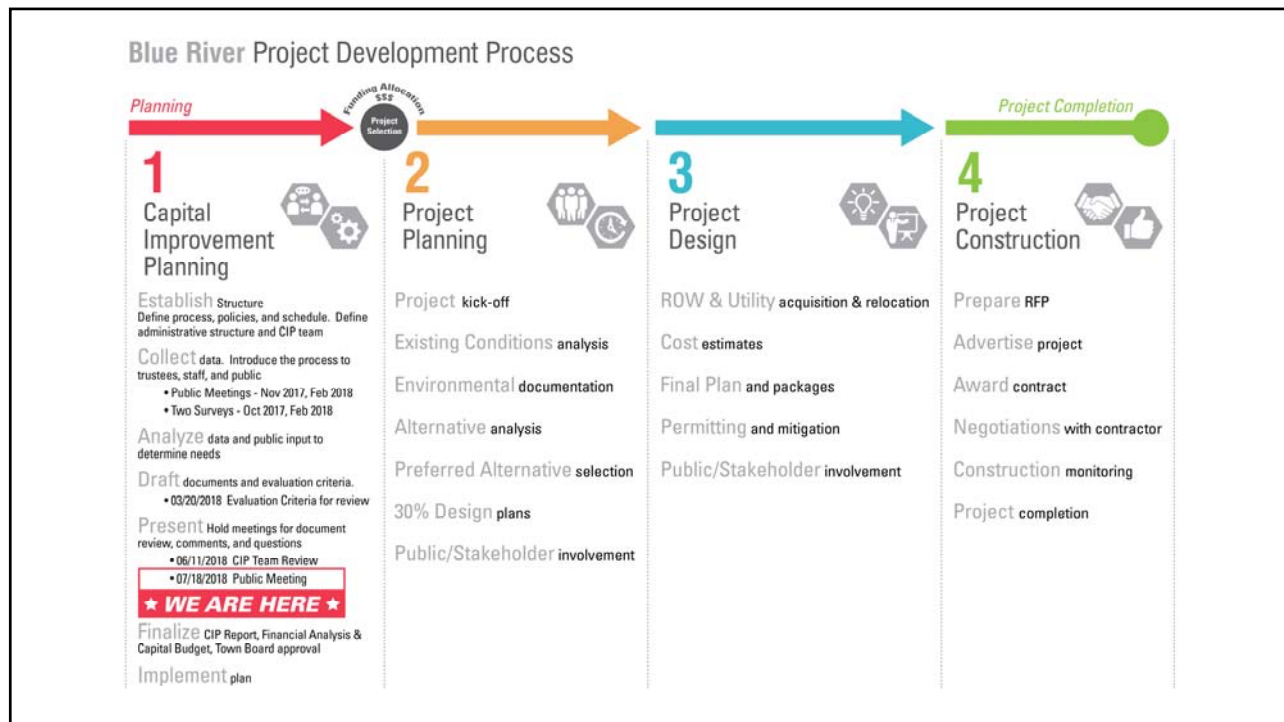 Blue River Project Development Process
Planning
Funding Allocation
$$$
Project
Selection
Project Completion
1
Capital
Improvement
Planning
Establish Structure
Define process, policies, and schedule. Define
administrative structure and CIP team
Collect data. Introduce the process to
trustees, staff, and public
• Public Meetings - Nov 2017, Feb 2018
• Two Surveys - Oct 2017, Feb 2018
Analyze data and public input to
determine needs
Draft documents and evaluation criteria.
• 03/20/2018 Evaluation Criteria for review
Present Hold meetings for document
review, comments, and questions
• 06/11/2018 CIP Team Review
• 07/18/2018 Public Meeting
★ WE ARE HERE ★
Finalize CIP Report, Financial Analysis &
Capital Budget, Town Board approval
Implement plan
2
Project
Planning
Project kick-off
Existing Conditions analysis
Environmental documentation
Alternative analysis
Preferred Alternative selection
30% Design plans
Public/Stakeholder involvement
3
Project
Design
ROW & Utility acquisition & relocation
Cost estimates
Final Plan and packages
Permitting and mitigation
Public/Stakeholder involvement
4
Project
Construction
Prepare RFP
Advertise project
Award contract
Negotiations with contractor
Construction monitoring
Project completion